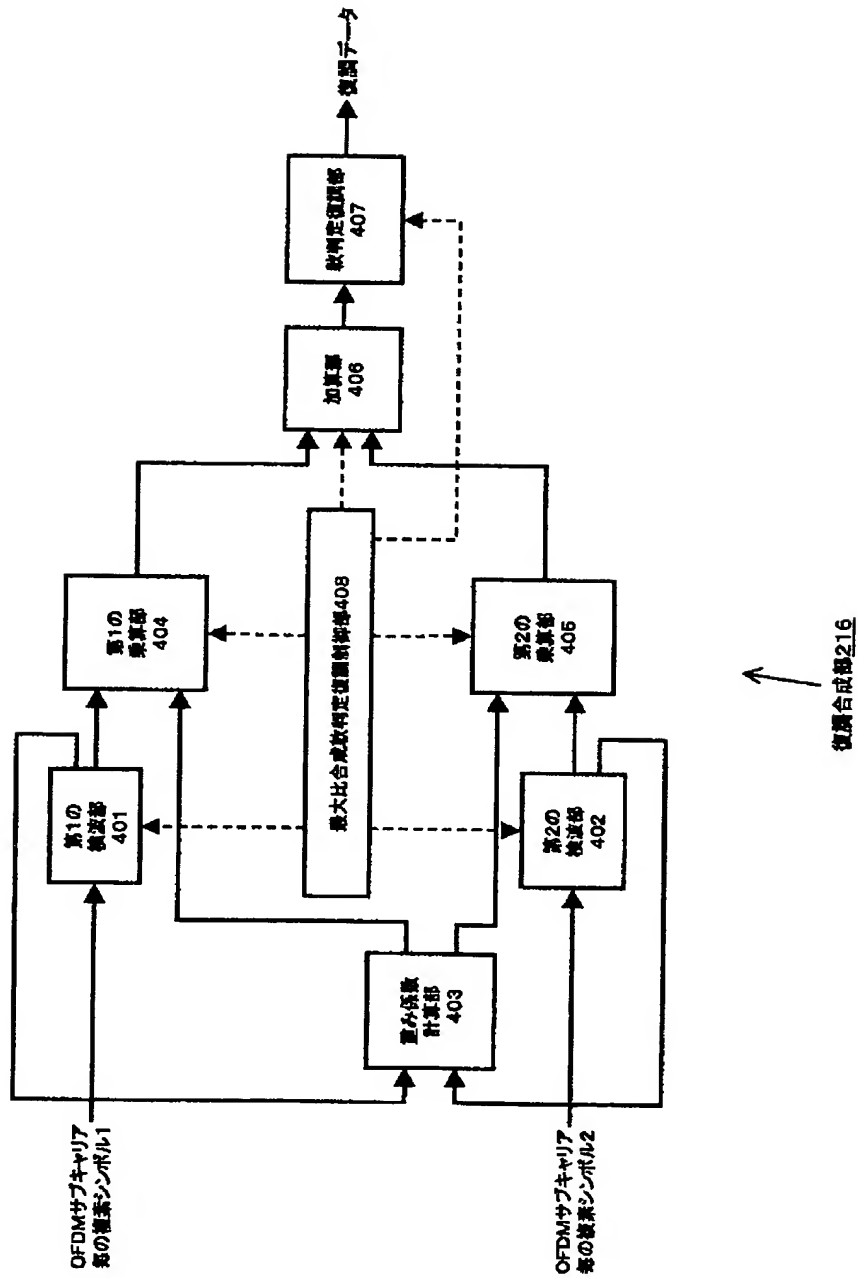 OFDMサブキャリア
毎の複素シンボル1
第1の
検波部
401
第1の
乗算部
404
重み係数
計算部
403
最大比合成軟判定復調制御部408
加算部
406
軟判定復調部
407
復調データ
OFDMサブキャリア
毎の複素シンボル2
第2の
検波部
402
第2の
乗算部
405
復調合成部216